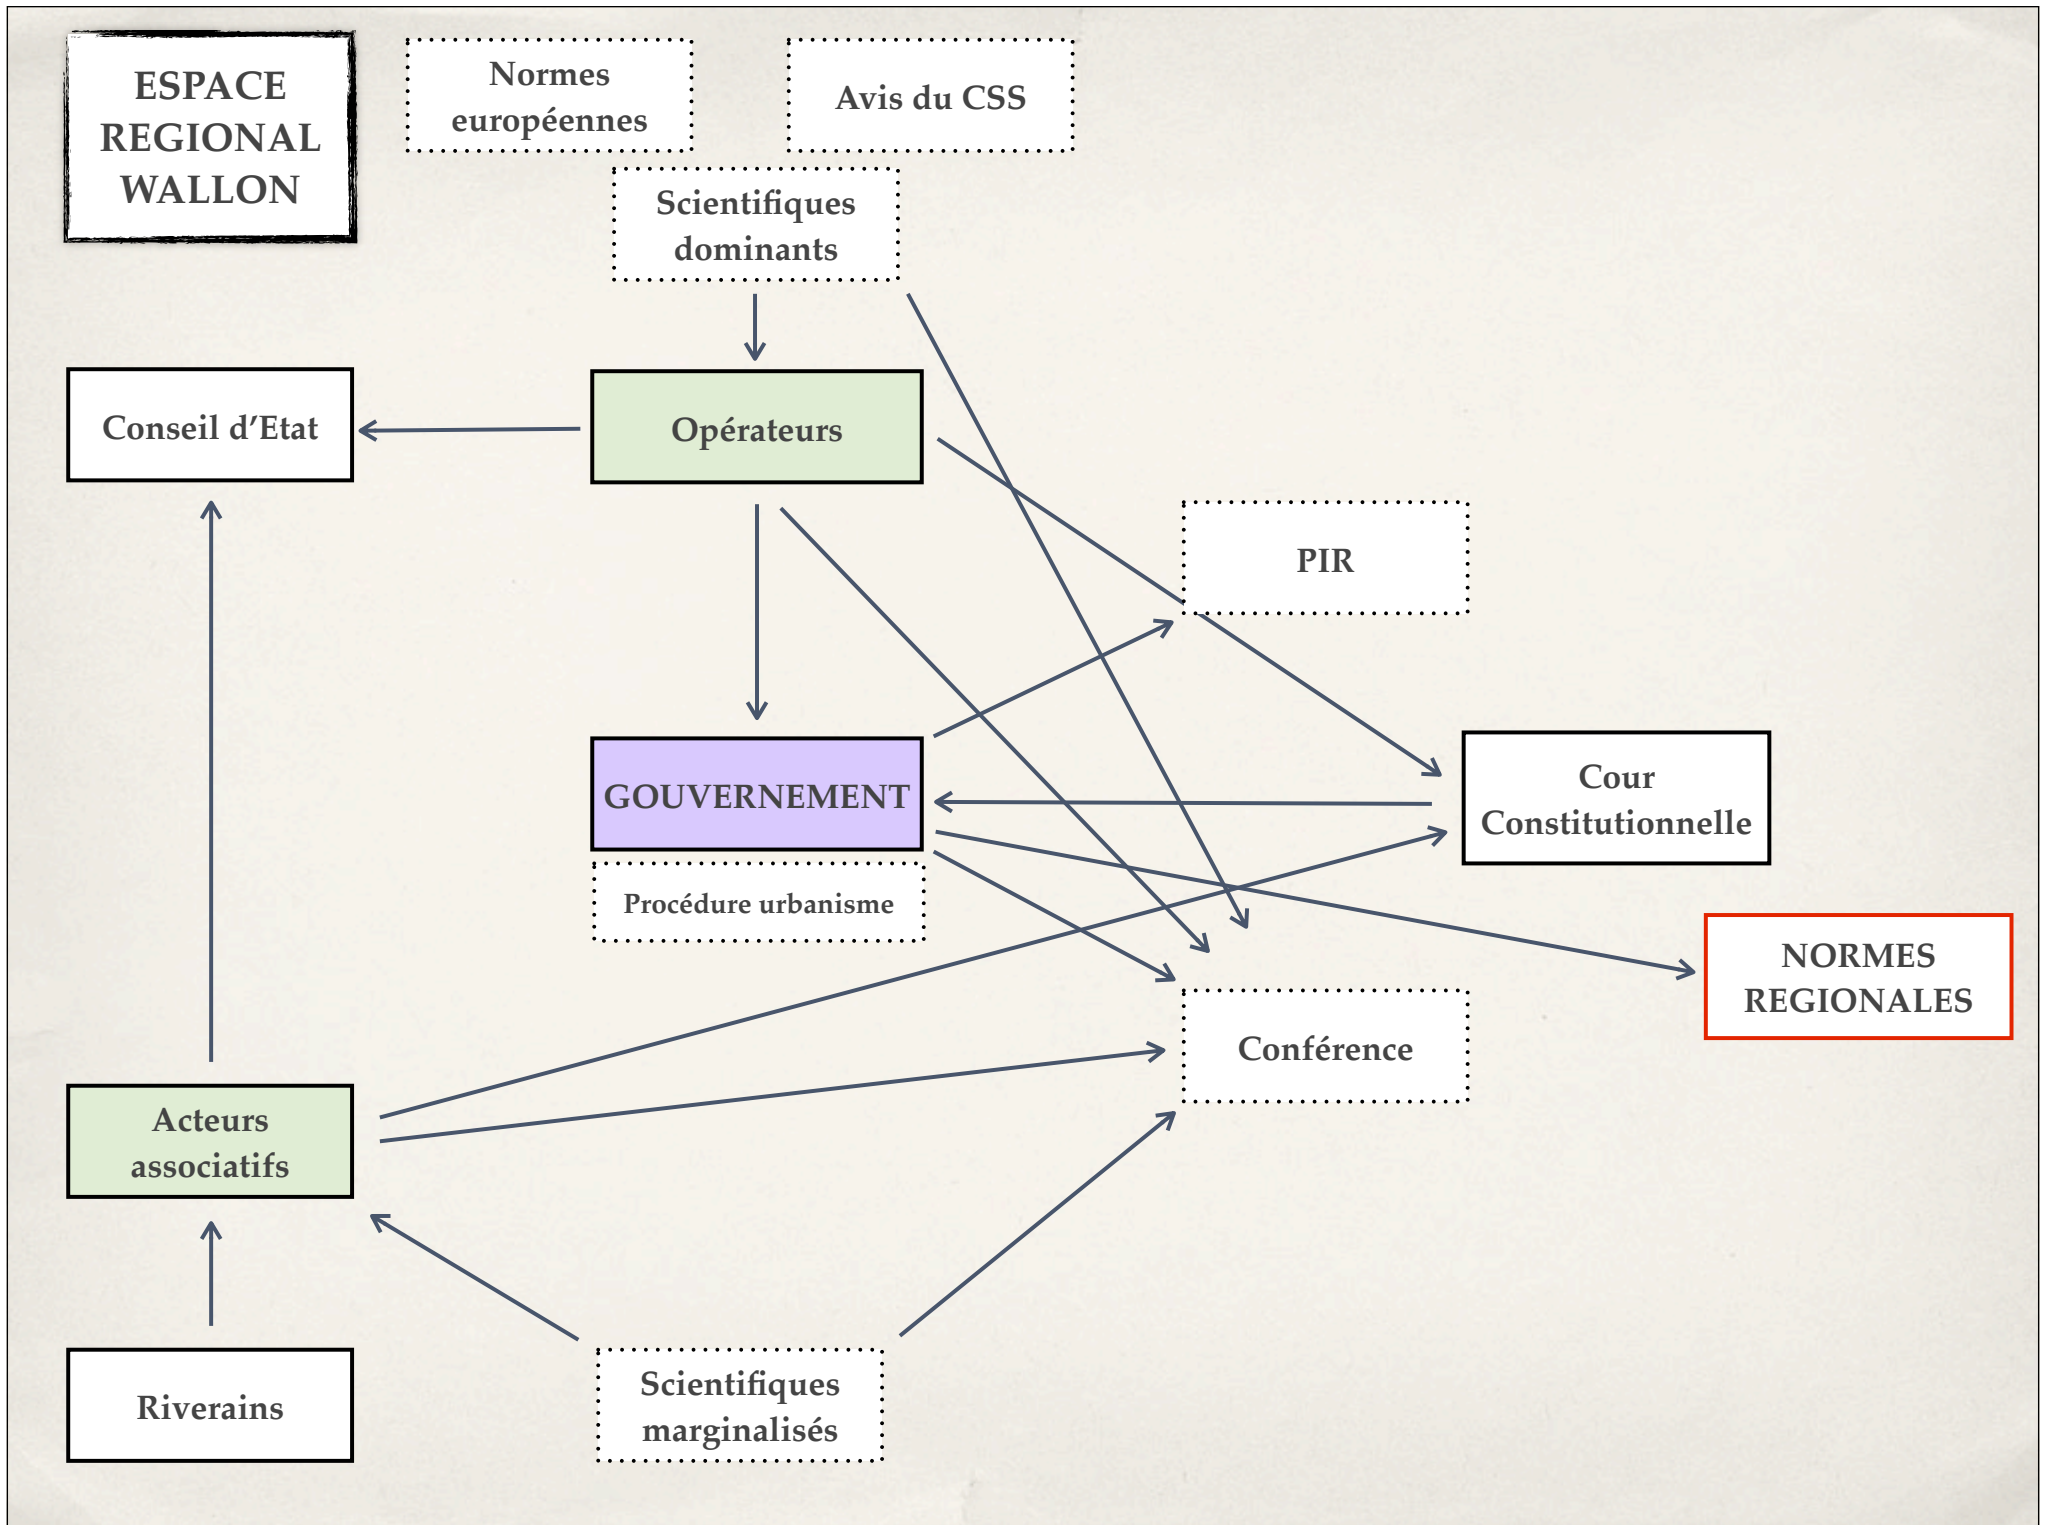 ESPACE
REGIONAL
WALLON
Normes
européennes
Avis du CSS
Scientifiques
dominants
Conseil d’Etat
Opérateurs
PIR
GOUVERNEMENT
Cour
Constitutionnelle
Procédure urbanisme
NORMES
REGIONALES
Conférence
Acteurs
associatifs
Riverains
Scientifiques
marginalisés